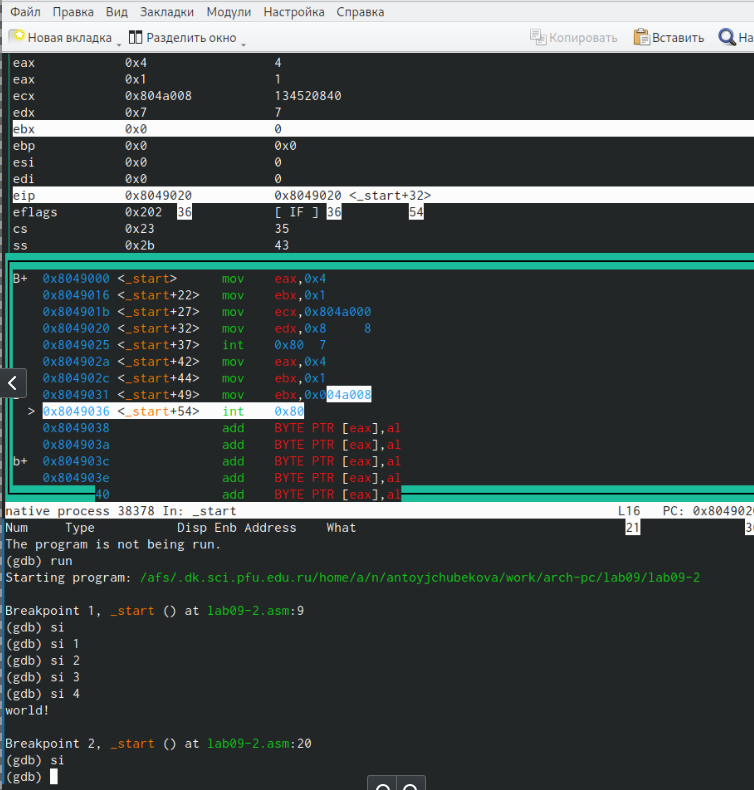 Файл Правка Вид Закладки Модули Настройка Справка
Новая вкладка Разделить окно Копировать Вставить На
eax 0x4 4
eax 0x1 1
ecx 0x804a008 134520840
edx 0x7 7
ebx 0x0 0
ebp 0x0 0x0
esi 0x0 0
edi 0x0 0
eip 0x8049020 0x8049020 <_start+32>
eflags 0x202 36 [ IF ] 36 54
cs 0x23 35
ss 0x2b 43
B+ 0x8049000 <_start> mov eax,0x4
0x8049016 <_start+22> mov ebx,0x1
0x804901b <_start+27> mov ecx,0x804a000
0x8049020 <_start+32> mov edx,0x8 8
0x8049025 <_start+37> int 0x80 7
0x804902a <_start+42> mov eax,0x4
0x804902c <_start+44> mov ebx,0x1
0x8049031 <_start+49> mov ebx,0x004a008
> 0x8049036 <_start+54> int 0x80
0x8049038 add BYTE PTR [eax],al
0x804903a add BYTE PTR [eax],al
b+ 0x804903c add BYTE PTR [eax],al
0x804903e add BYTE PTR [eax],al
40 add BYTE PTR [eax],al
native process 38378 In: _start L16 PC: 0x804902
Num Type Disp Enb Address What 21 3
The program is not being run.
(gdb) run
Starting program: /afs/.dk.sci.pfu.edu.ru/home/a/n/antoyjchubekova/work/arch-pc/lab09/lab09-2
Breakpoint 1, _start () at lab09-2.asm:9
(gdb) si
(gdb) si 1
(gdb) si 2
(gdb) si 3
(gdb) si 4
world!
Breakpoint 2, _start () at lab09-2.asm:20
(gdb) si
(gdb)